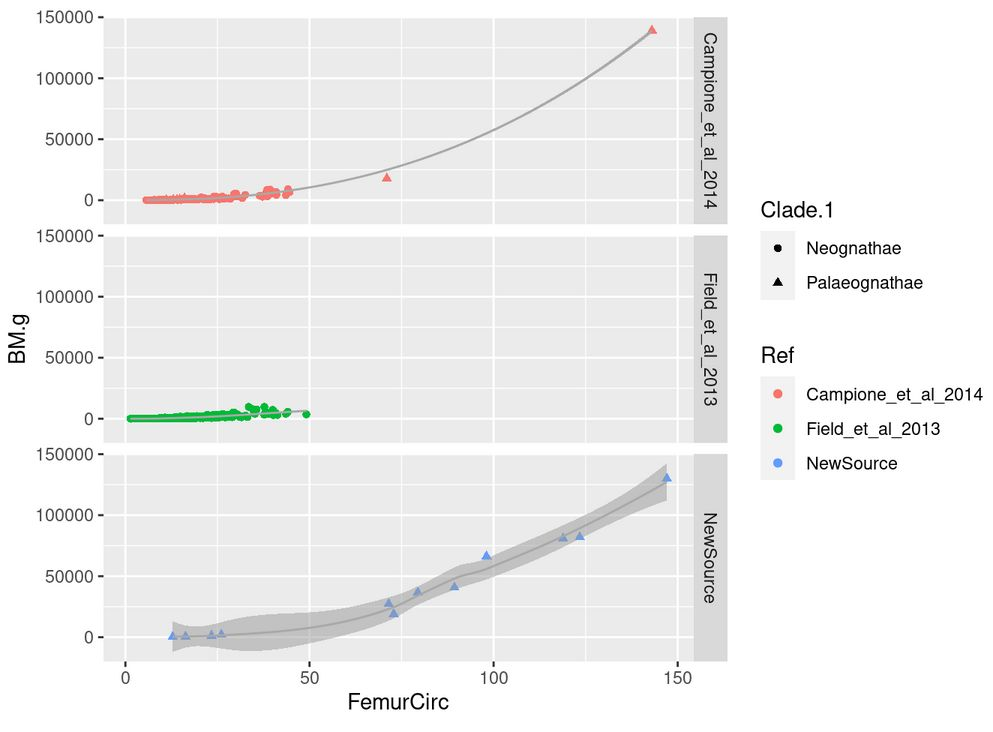 150000
100000
50000
0
Campione_et_al_2014
150000
100000
50000
0
Field_et_al_2013
150000
100000
50000
0
NewSource
BM.g
0 50 100 150
FemurCirc
Clade.1
Neognathae
Palaeognathae
Ref
Campione_et_al_2014
Field_et_al_2013
NewSource